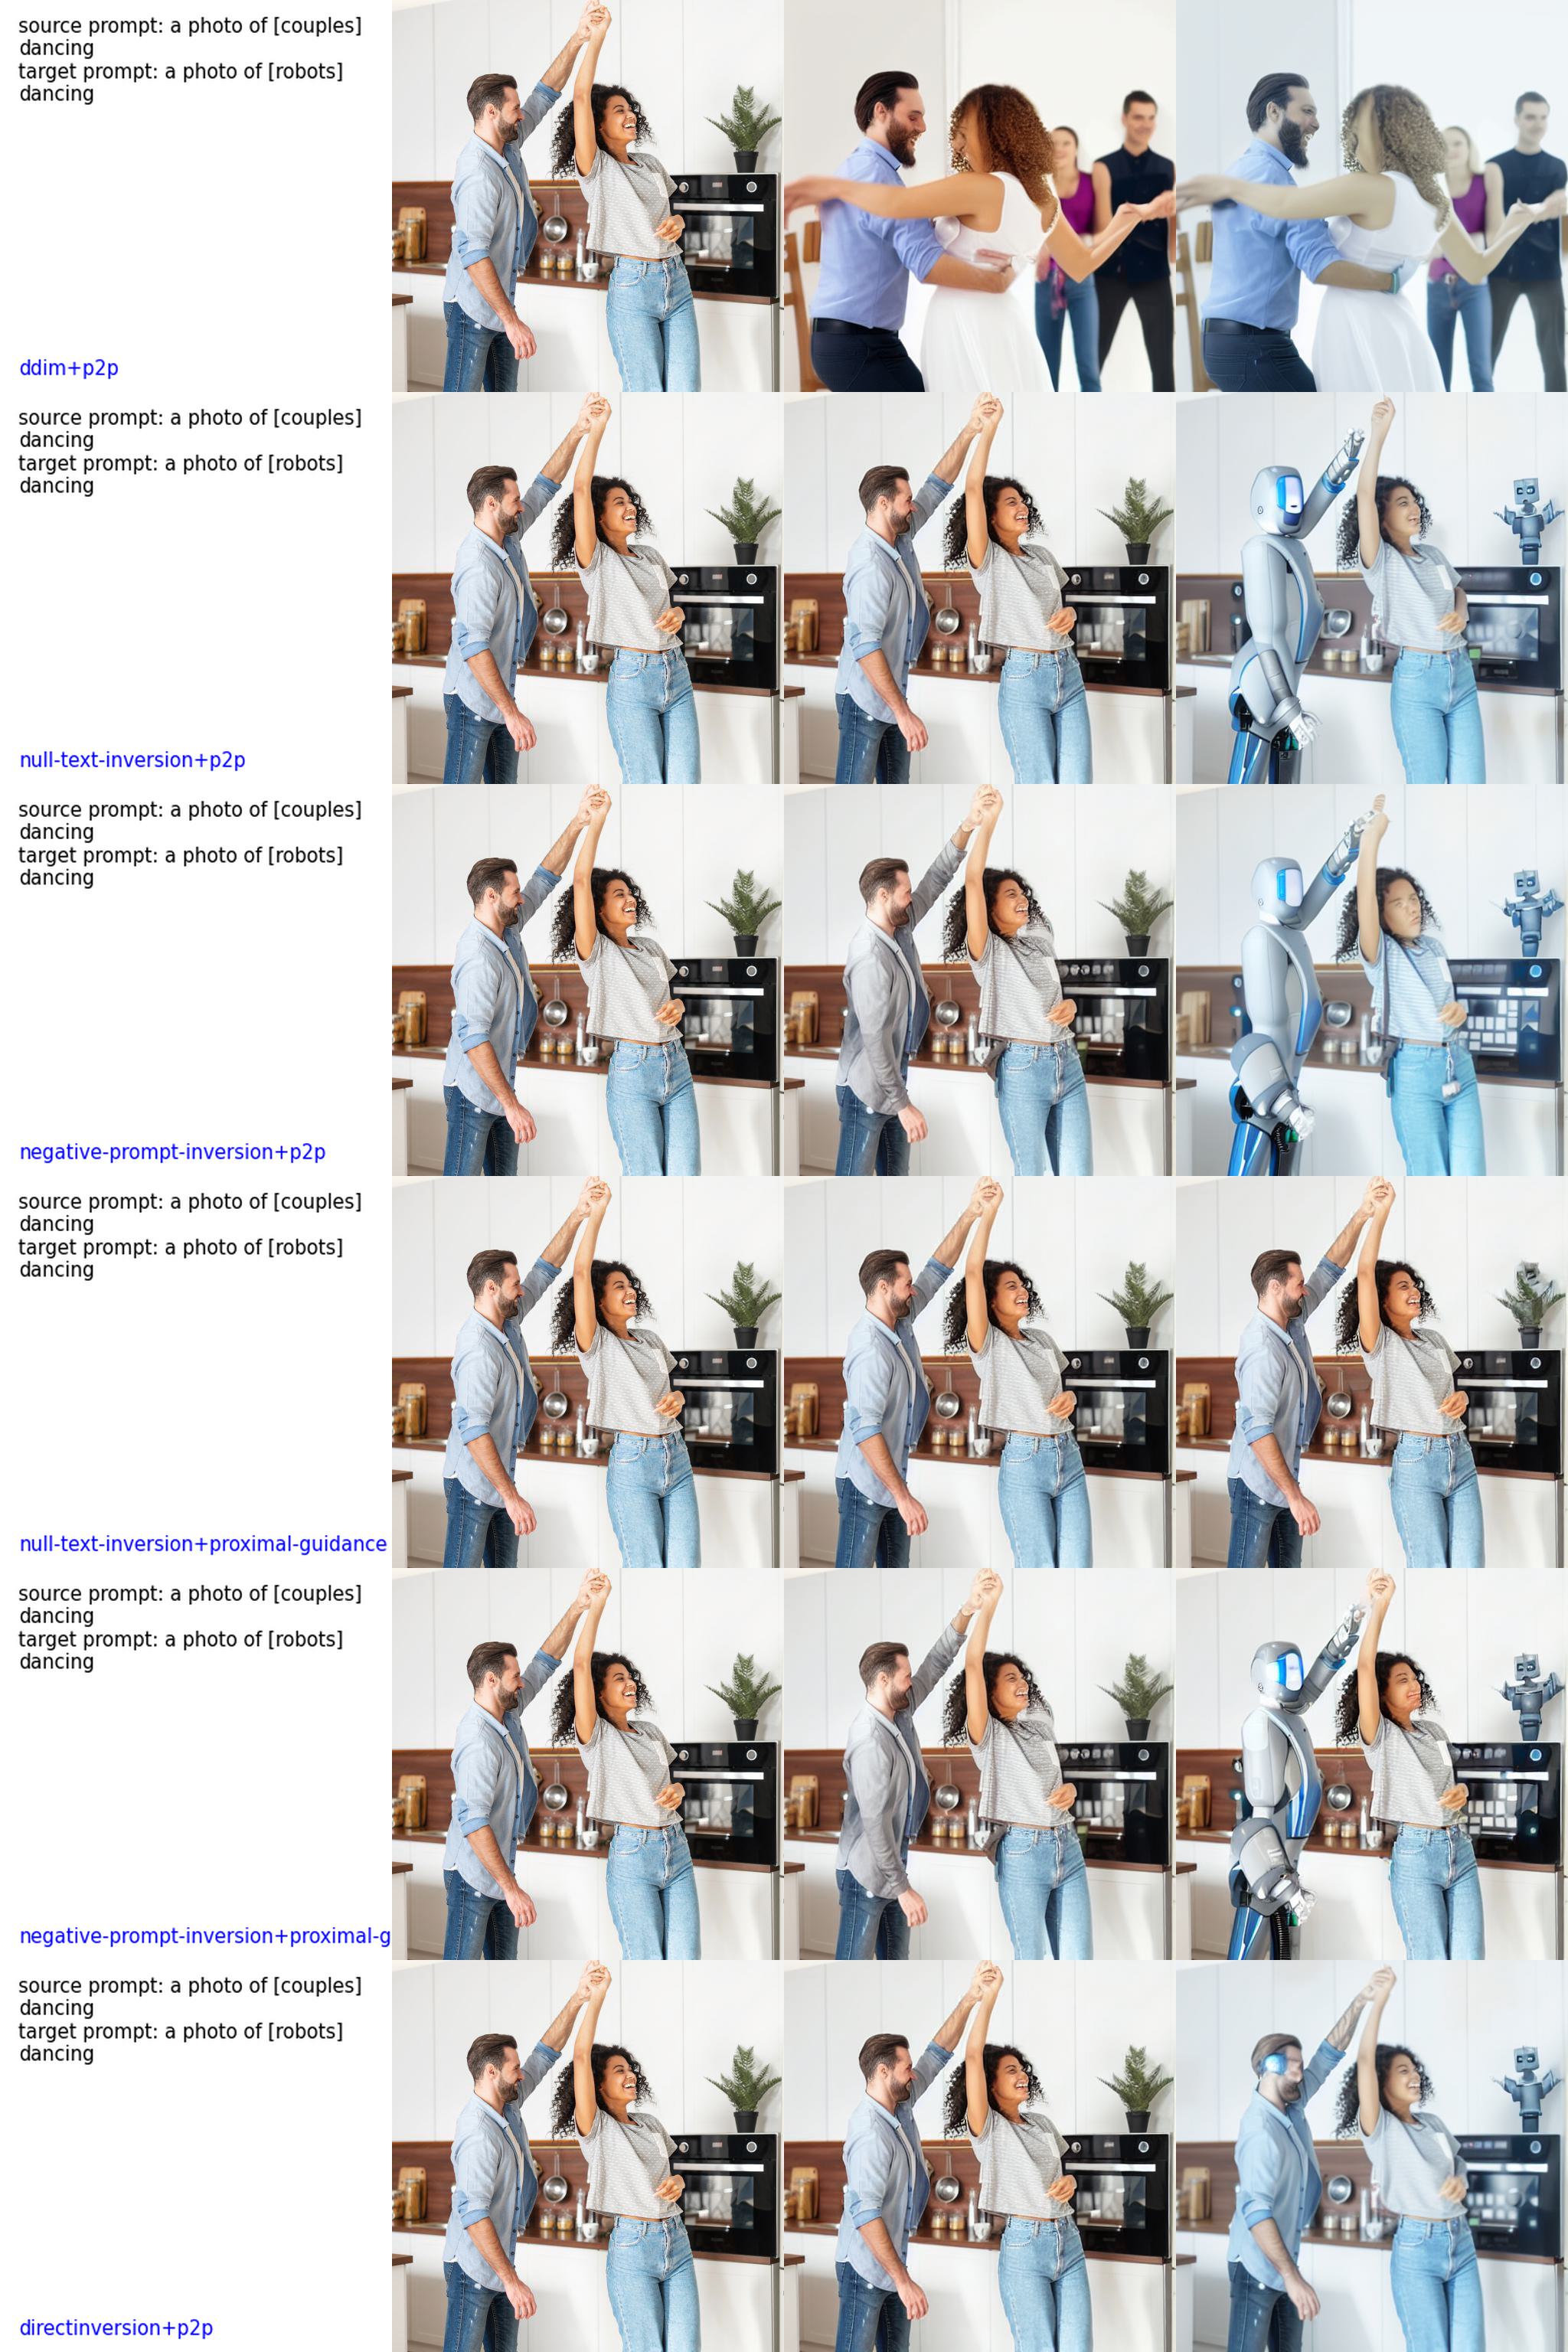 source prompt: a photo of [couples]
dancing
target prompt: a photo of [robots]
dancing
ddim+p2p
source prompt: a photo of [couples]
dancing
target prompt: a photo of [robots]
dancing
null-text-inversion+p2p
source prompt: a photo of [couples]
dancing
target prompt: a photo of [robots]
dancing
negative-prompt-inversion+p2p
source prompt: a photo of [couples]
dancing
target prompt: a photo of [robots]
dancing
null-text-inversion+proximal-guidance
source prompt: a photo of [couples]
dancing
target prompt: a photo of [robots]
dancing
negative-prompt-inversion+proximal-g
source prompt: a photo of [couples]
dancing
target prompt: a photo of [robots]
dancing
directinversion+p2p